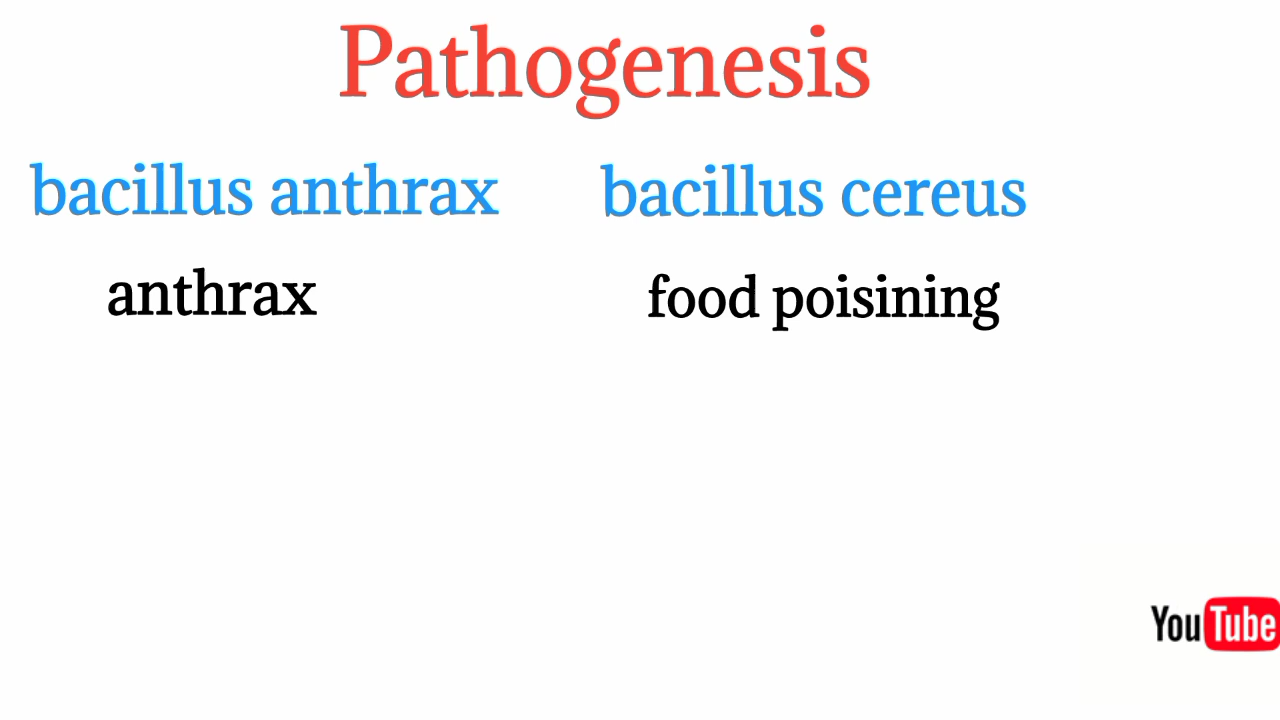 Pathogenesis
bacillus anthrax
bacillus cereus
anthrax
food poisining
YouTube